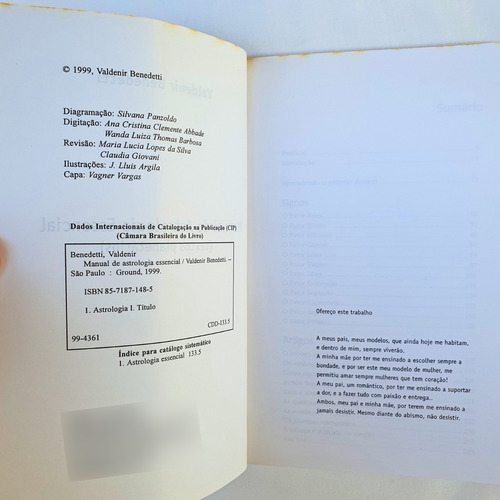 © 1999, Valdenir Benedetti
Diagramação: Silvana Panzoldo
Digitação: Ana Cristina Clemente Abbade
Wanda Luiza Thomas Barbosa
Revisão: Maria Lucia Lopes da Silva
Claudia Giovani
Ilustrações: J. Lluis Argila
Capa: Vagner Vargas
Dados Internacionais de Catalogação na Publicação (CIP)
(Câmara Brasileira do Livro)
Benedetti, Valdenir
Manual de astrologia essencial / Valdenir Benedetti. –
São Paulo : Ground, 1999.
ISBN 85-7187-148-5
1. Astrologia I. Título
99-4361
CDD-133.5
Índice para catálogo sistemático
1. Astrologia essencial 133.5
Ofereço este trabalho
A meus pais, meus modelos, que ainda hoje me habitam,
e dentro de mim, sempre viverão.
A minha mãe por ter me ensinado a escolher sempre a
bondade, e por ser este meu modelo de mulher, me
permitiu amar sempre mulheres que tem coração!
A meu pai, um romântico, por ter me ensinado a suportar
a dor, e a fazer tudo com paixão e entrega..
Ambos, meu pai e minha mãe, por terem me ensinado a
jamais desistir. Mesmo diante do abismo, não desistir.